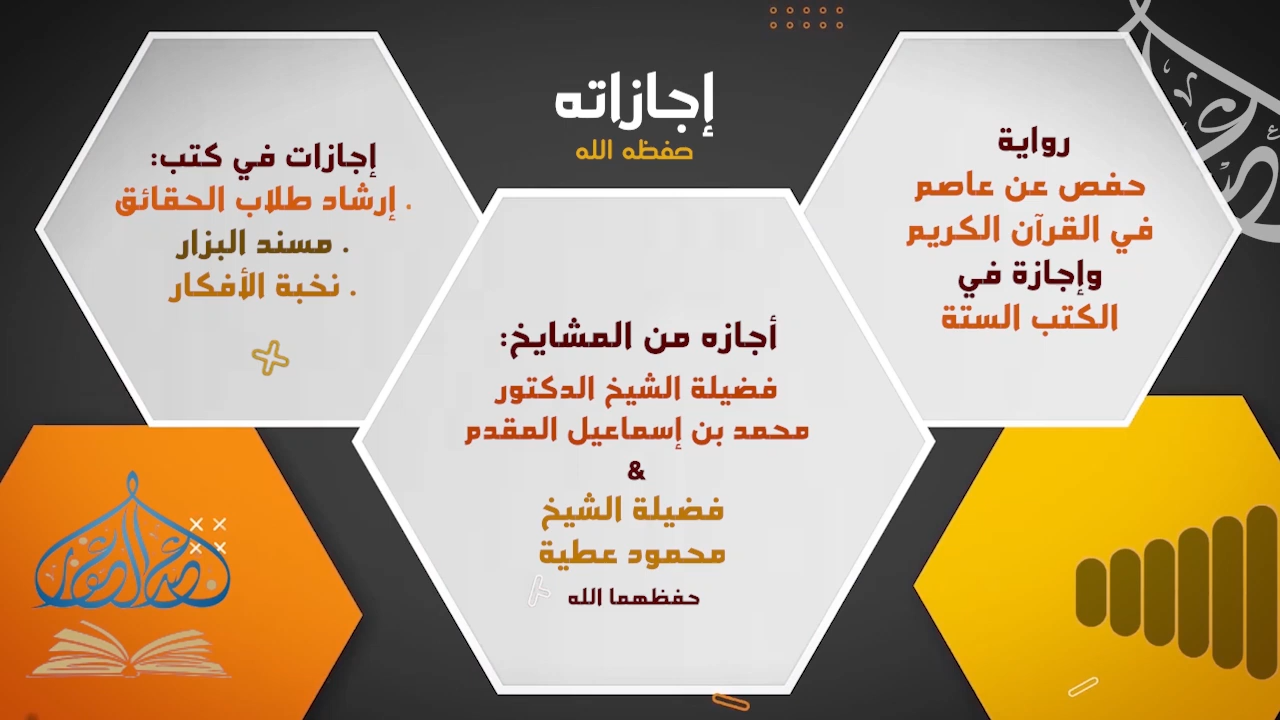 إجازاته
حفظه الله
رواية
حفص عن عاصم
في القرآن الكريم
وإجازة في
الكتب الستة
أجازه من المشايخ:
فضيلة الشيخ الدكتور
محمد بن إسماعيل المقدم
&
فضيلة الشيخ
محمود عطية
حفظهما الله
إجازات في كتب:
. إرشاد طلاب الحقائق
. مسند البزار
. نخبة الأفكار